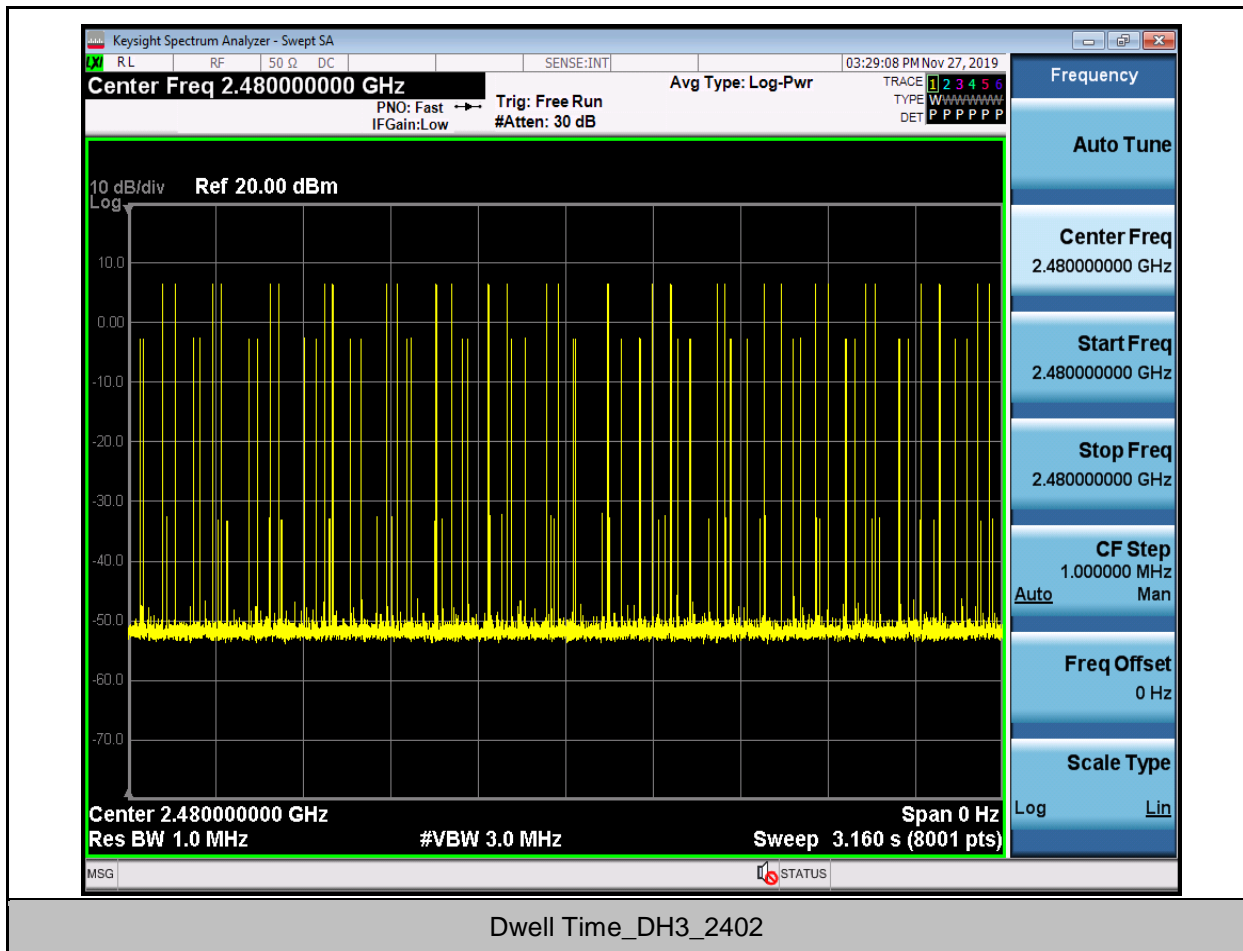 Keysight Spectrum Analyzer - Swept SA
LXI RL RF 50 Ω DC SENSE:INT 03:29:08 PM Nov 27, 2019
Center Freq 2.480000000 GHz Avg Type: Log-Pwr TRACE 1 2 3 4 5 6
PNO: Fast Trig: Free Run TYPE WWWWWW
IFGain:Low #Atten: 30 dB DET P P P P P P
10 dB/div Ref 20.00 dBm
Log
10.0
0.00
-10.0
-20.0
-30.0
-40.0
-50.0
-60.0
-70.0
Center 2.480000000 GHz Span 0 Hz
Res BW 1.0 MHz #VBW 3.0 MHz Sweep 3.160 s (8001 pts)
MSG STATUS
Frequency
Auto Tune
Center Freq
2.480000000 GHz
Start Freq
2.480000000 GHz
Stop Freq
2.480000000 GHz
CF Step
1.000000 MHz
Auto Man
Freq Offset
0 Hz
Scale Type
Log Lin
Dwell Time_DH3_2402